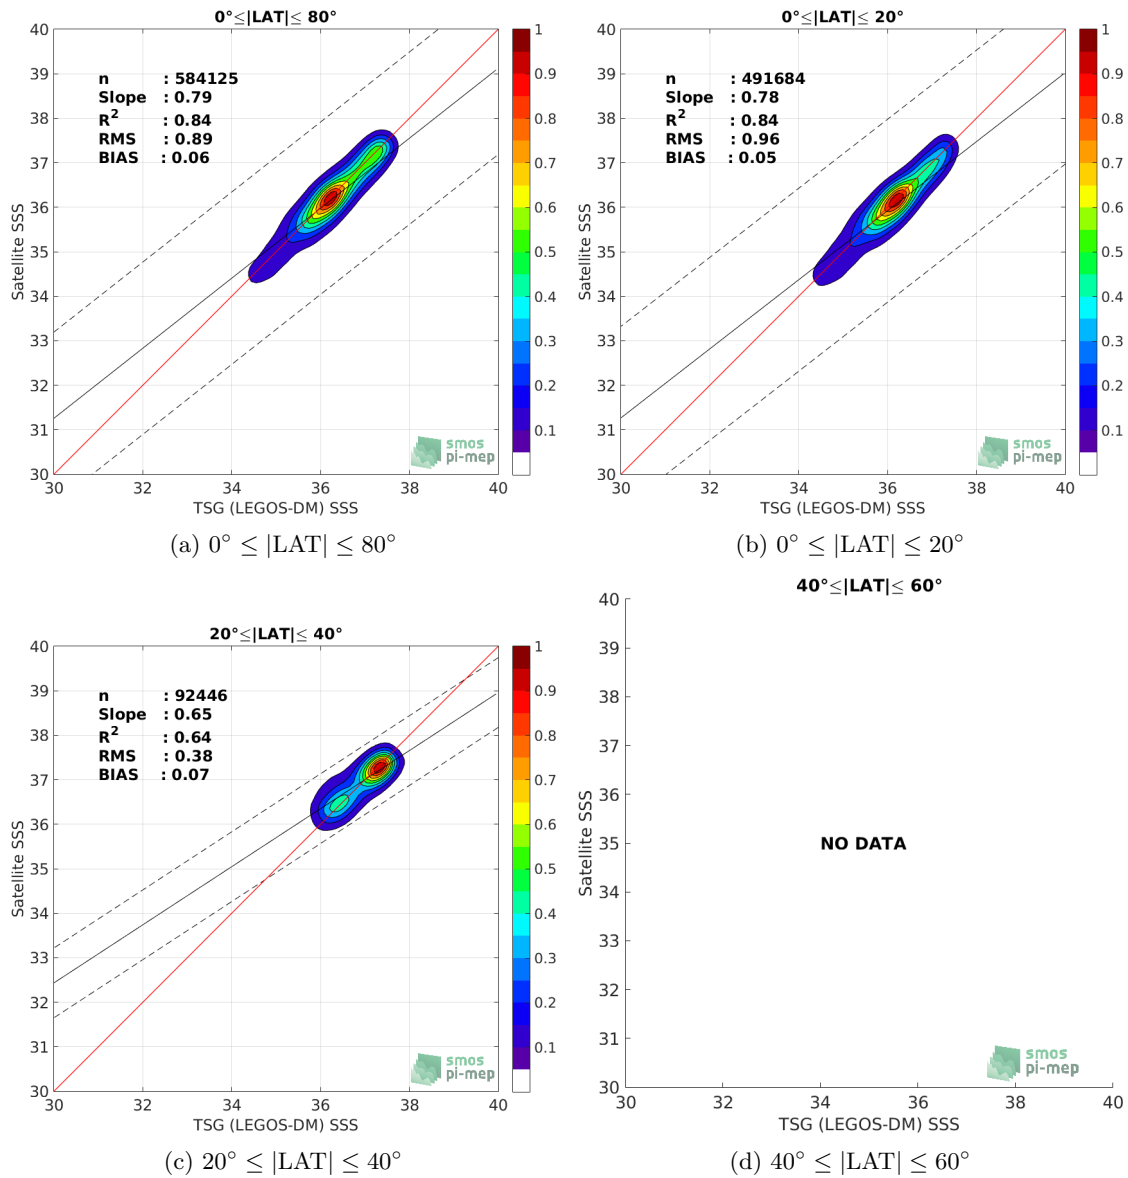 0°≤|LAT|≤ 80°
n : 584125
Slope : 0.79
R2 : 0.84
RMS : 0.89
BIAS : 0.06
40
39
38
37
36
35
34
33
32
31
30
Satellite SSS
30 32 34 36 38 40
TSG (LEGOS-DM) SSS
1
0.9
0.8
0.7
0.6
0.5
0.4
0.3
0.2
0.1
smos
pi-mep
(a) 0° ≤ |LAT| ≤ 80°
0°≤|LAT|≤ 20°
n : 491684
Slope : 0.78
R2 : 0.84
RMS : 0.96
BIAS : 0.05
40
39
38
37
36
35
34
33
32
31
30
Satellite SSS
30 32 34 36 38 40
TSG (LEGOS-DM) SSS
1
0.9
0.8
0.7
0.6
0.5
0.4
0.3
0.2
0.1
smos
pi-mep
(b) 0° ≤ |LAT| ≤ 20°
20°≤|LAT|≤ 40°
n : 92446
Slope : 0.65
R2 : 0.64
RMS : 0.38
BIAS : 0.07
40
39
38
37
36
35
34
33
32
31
30
Satellite SSS
30 32 34 36 38 40
TSG (LEGOS-DM) SSS
1
0.9
0.8
0.7
0.6
0.5
0.4
0.3
0.2
0.1
smos
pi-mep
(c) 20° ≤ |LAT| ≤ 40°
40°≤|LAT|≤ 60°
40
39
38
37
36
35
34
33
32
31
30
Satellite SSS
NO DATA
30 32 34 36 38 40
TSG (LEGOS-DM) SSS
smos
pi-mep
(d) 40° ≤ |LAT| ≤ 60°